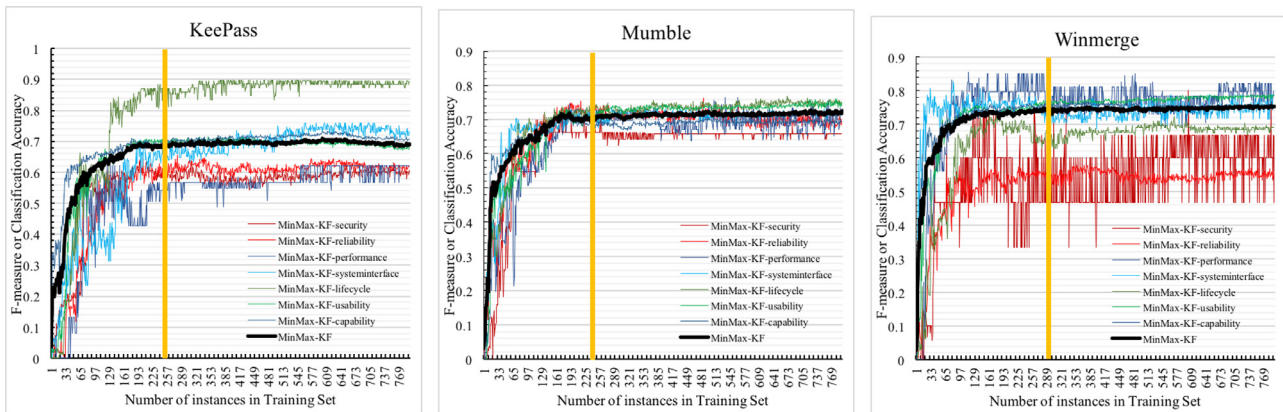 KeePass
F-measure or Classification Accuracy
1
0.9
0.8
0.7
0.6
0.5
0.4
0.3
0.2
0.1
0
MinMax-KF-security
MinMax-KF-reliability
MinMax-KF-performance
MinMax-KF-systeminterface
MinMax-KF-lifecycle
MinMax-KF-usability
MinMax-KF-capability
MinMax-KF
1 33 65 97 129 161 193 225 257 289 321 353 385 417 449 481 513 545 577 609 641 673 705 737 769
Number of instances in Training Set
Mumble
F-measure or Classification Accuracy
0.9
0.8
0.7
0.6
0.5
0.4
0.3
0.2
0.1
0
MinMax-KF-security
MinMax-KF-reliability
MinMax-KF-performance
MinMax-KF-systeminterface
MinMax-KF-lifecycle
MinMax-KF-usability
MinMax-KF-capability
MinMax-KF
1 33 65 97 129 161 193 225 257 289 321 353 385 417 449 481 513 545 577 609 641 673 705 737 769
Number of instances in Training Set
Winmerge
F-measure or Classification Accuracy
0.9
0.8
0.7
0.6
0.5
0.4
0.3
0.2
0.1
0
MinMax-KF-security
MinMax-KF-reliability
MinMax-KF-performance
MinMax-KF-systeminterface
MinMax-KF-lifecycle
MinMax-KF-usability
MinMax-KF-capability
MinMax-KF
1 33 65 97 129 161 193 225 257 289 321 353 385 417 449 481 513 545 577 609 641 673 705 737 769
Number of instances in Training Set